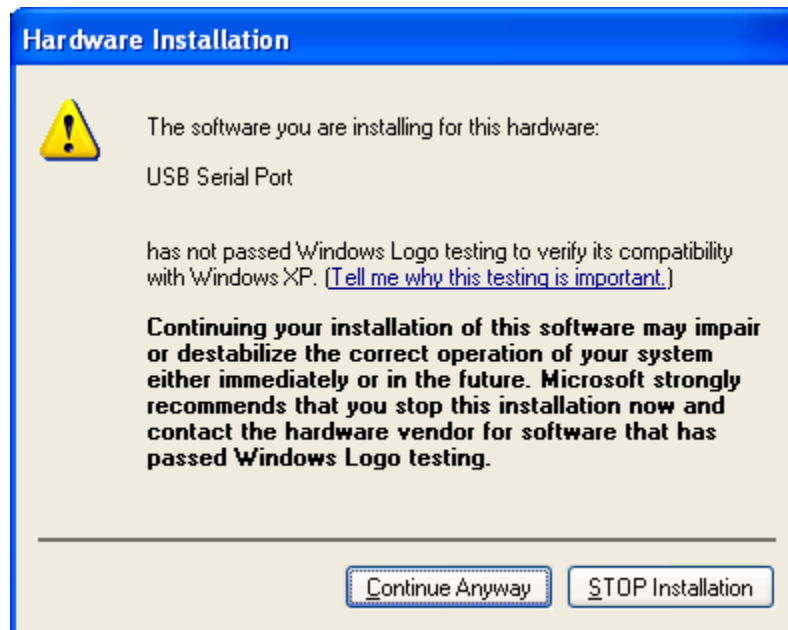 Hardware Installation
The software you are installing for this hardware:
USB Serial Port
has not passed Windows Logo testing to verify its compatibility
with Windows XP. (Tell me why this testing is important.)
Continuing your installation of this software may impair
or destabilize the correct operation of your system
either immediately or in the future. Microsoft strongly
recommends that you stop this installation now and
contact the hardware vendor for software that has
passed Windows Logo testing.
Continue Anyway STOP Installation